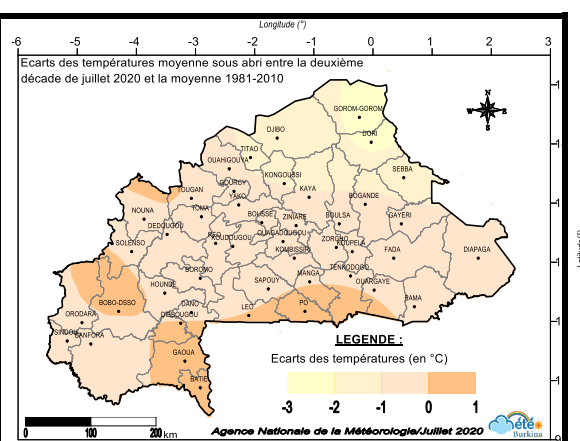 Longitude (°)
-6 -5 -4 -3 -2 -1 0 1 2 3
Ecarts des températures moyenne sous abri entre la deuxième
décade de juillet 2020 et la moyenne 1981-2010
N
W E
S
GOROM-GOROM
DJIBO
DORI
TITAO
OUAHIGOUYA
SEBBA
KONGOUSSI
GOURCY
KAYA
TOUGAN
YAKO
BOGANDE
NOUNA
TOMA
BOUSSE
ZINIARE
BOULSA
GAYERI
DEDOUGOU
SOLENSO
REO
KOUDOUGOU
OUAGADOUGOU
ZORGHO
KOUPELA
KOMBISSIRI
FADA
DIAPAGA
BOROMO
TENKODOGO
HOUNDE
SAPOUY
MANGA
OUARGAYE
BOBO-DSSO
DANO
PAMA
ORODARA
DIEBOUGOU
LEO
PO
SINDOU
BANFORA
GAOUA
BATIE
LEGENDE :
Ecarts des températures (en °C)
-3 -2 -1 0 1
0 100 200 km
Agence Nationale de la Météorologie/Juillet 2020
Météo
Burkina